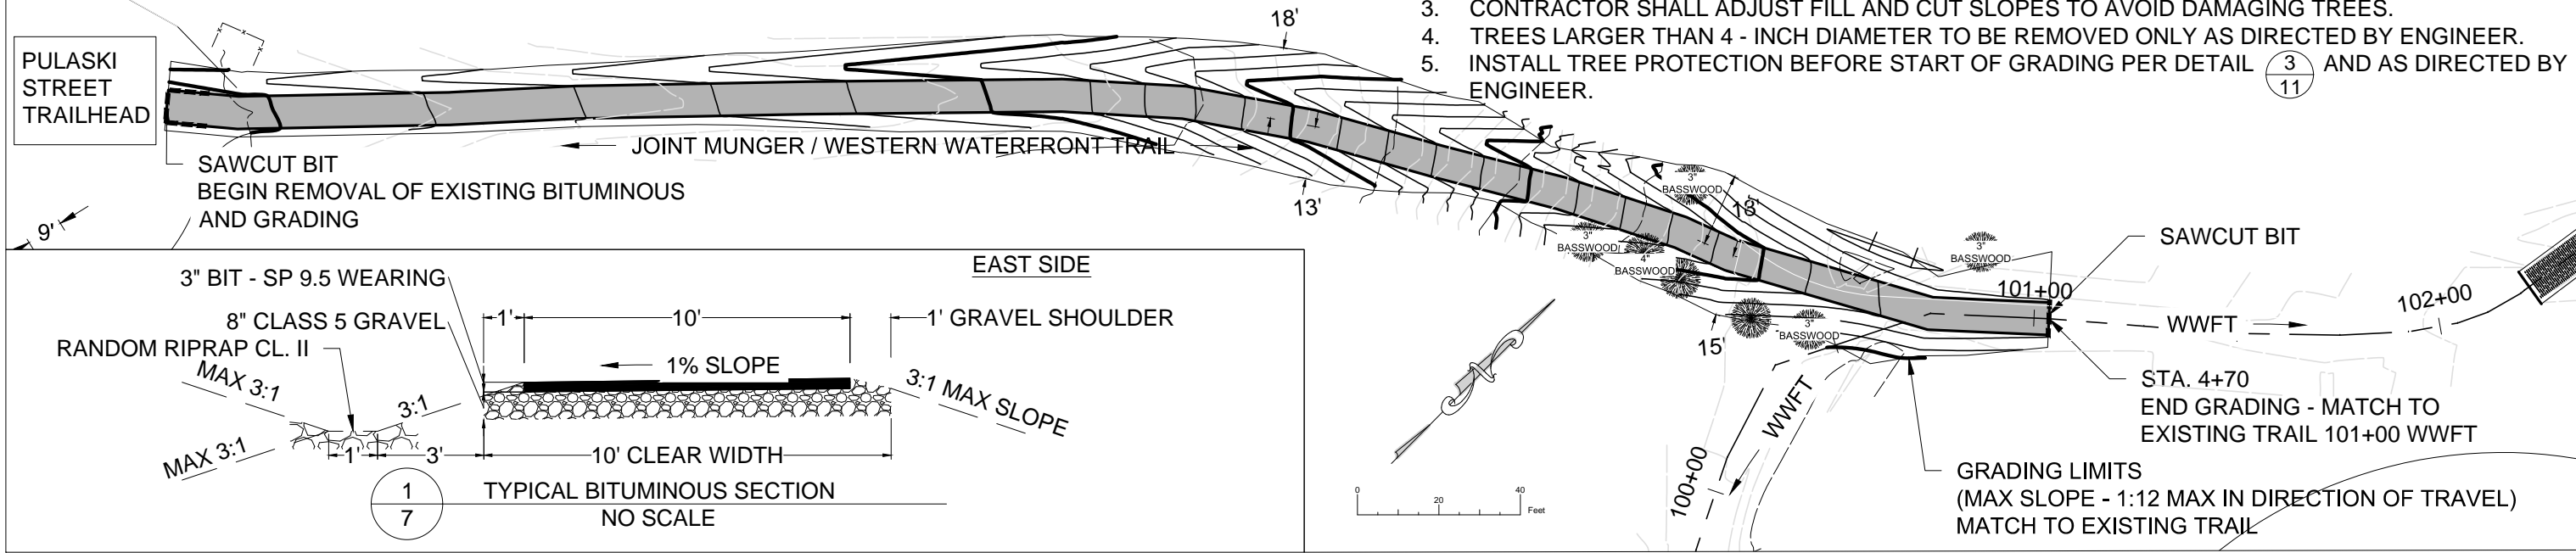 3. CONTRACTOR SHALL ADJUST FILL AND CUT SLOPES TO AVOID DAMAGING TREES.
4. TREES LARGER THAN 4 - INCH DIAMETER TO BE REMOVED ONLY AS DIRECTED BY ENGINEER.
5. INSTALL TREE PROTECTION BEFORE START OF GRADING PER DETAIL 3 11 AND AS DIRECTED BY
ENGINEER.
PULASKI
STREET
TRAILHEAD
18'
SAWCUT BIT
BEGIN REMOVAL OF EXISTING BITUMINOUS
AND GRADING
JOINT MUNGER / WESTERN WATERFRONT TRAIL
9'
13'
3"
BASSWOOD
18'
3"
BASSWOOD
4"
BASSWOOD
3"
BASSWOOD
3"
BASSWOOD
15'
101+00
SAWCUT BIT
102+00
WWFT
STA. 4+70
END GRADING - MATCH TO
EXISTING TRAIL 101+00 WWFT
WWFT
100+00
GRADING LIMITS
(MAX SLOPE - 1:12 MAX IN DIRECTION OF TRAVEL)
MATCH TO EXISTING TRAIL
0
20
40
Feet
EAST SIDE
3" BIT - SP 9.5 WEARING
8" CLASS 5 GRAVEL
RANDOM RIPRAP CL. II
1'
10'
1' GRAVEL SHOULDER
1% SLOPE
MAX 3:1
3:1
3:1 MAX SLOPE
MAX 3:1
1'
3'
10' CLEAR WIDTH
1
7
TYPICAL BITUMINOUS SECTION
NO SCALE